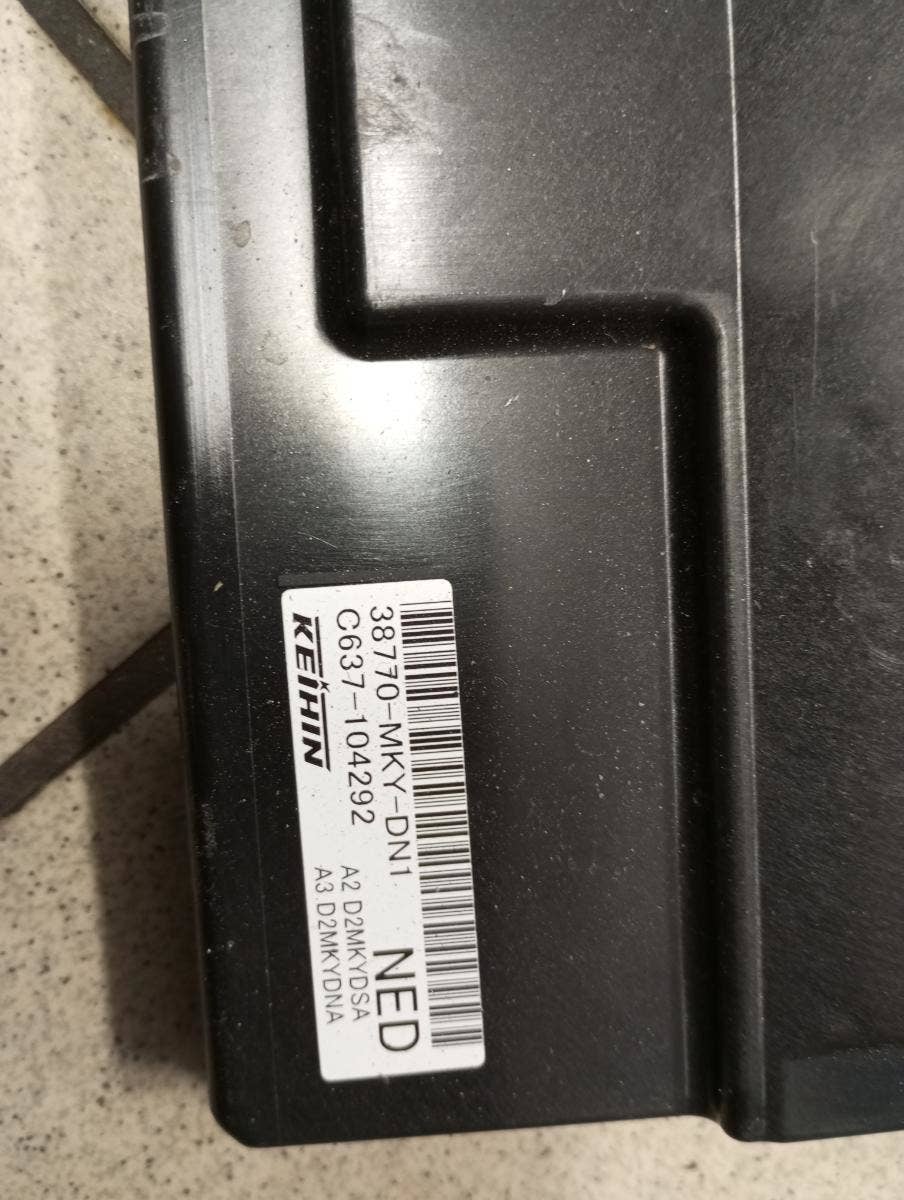 38770-MKY-DN1 NED
C637-104292 A2 D2MKYDSA
KEIHIN A3.D2MKYDNA